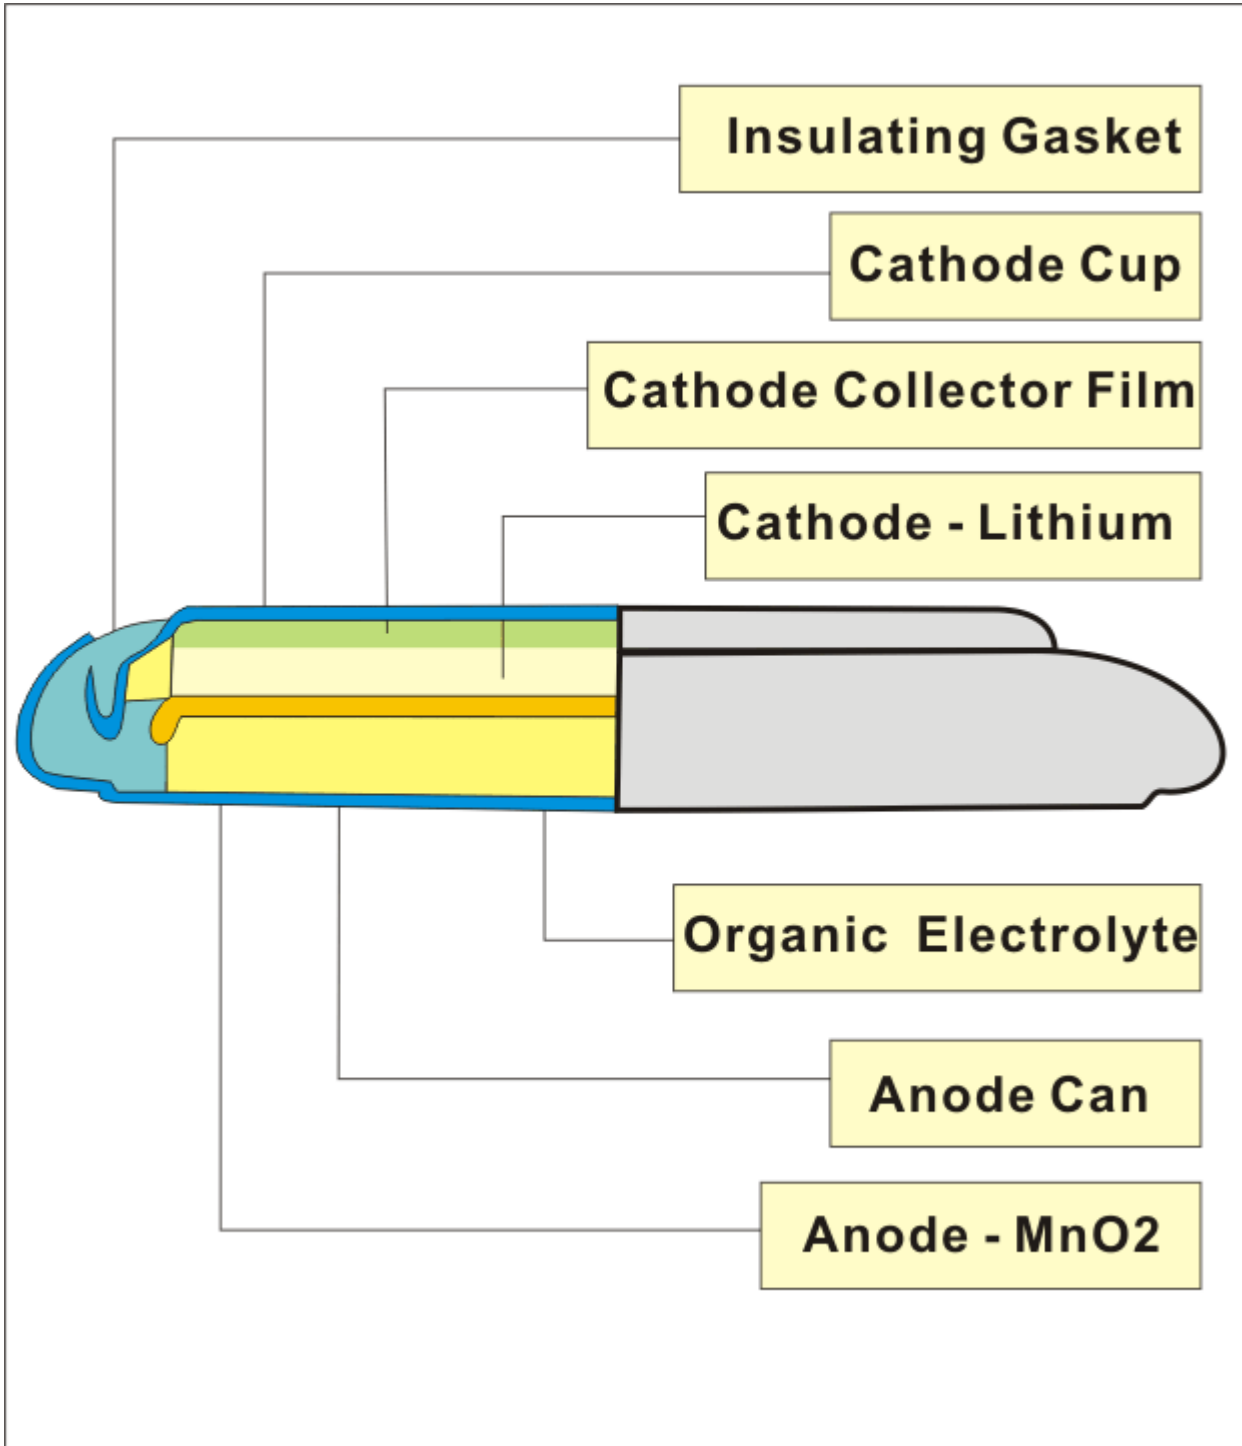 Insulating Gasket
Cathode Cup
Cathode Collector Film
Cathode - Lithium
Organic Electrolyte
Anode Can
Anode - MnO2